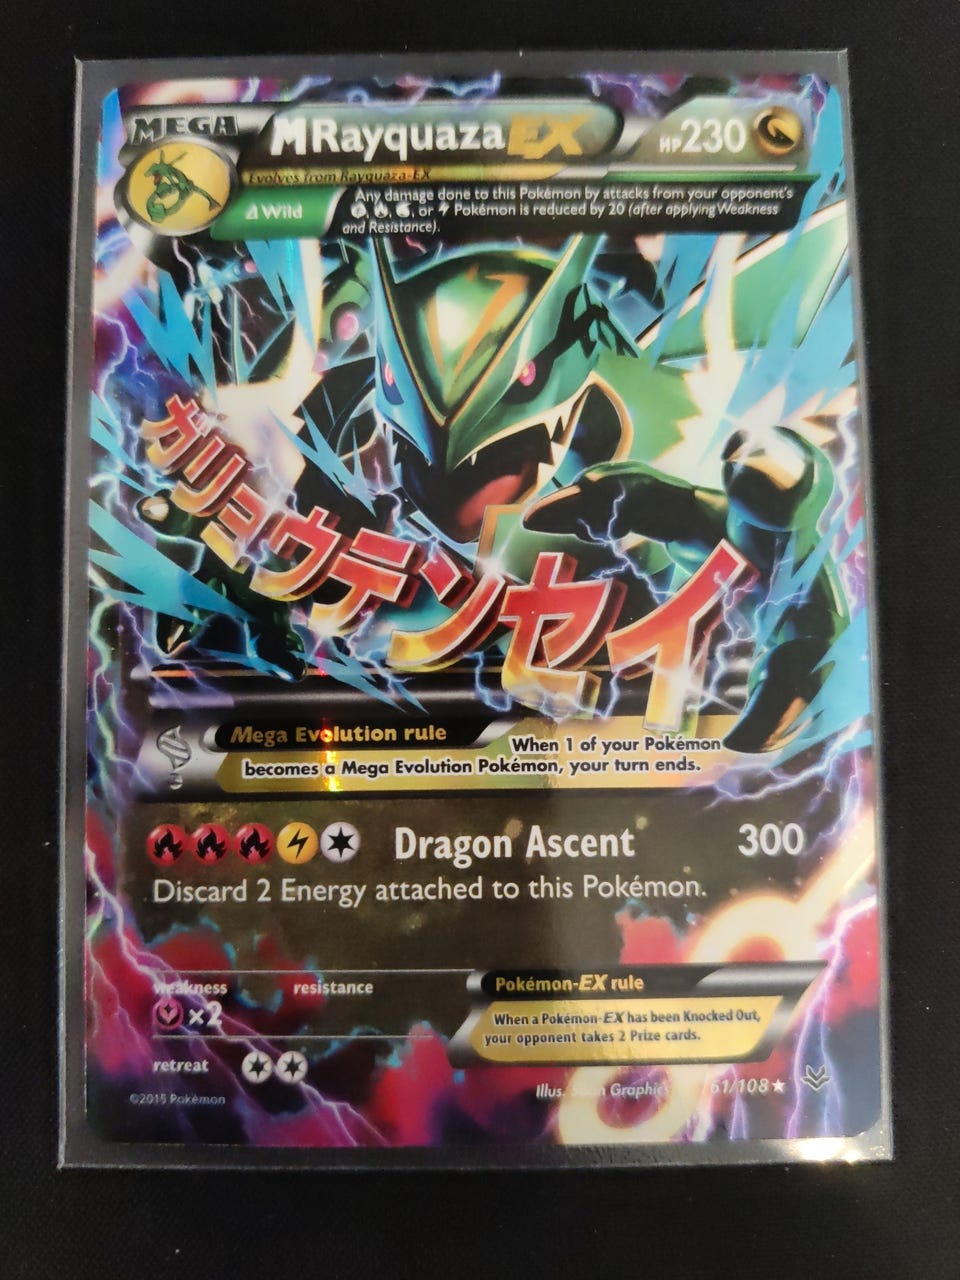 MEGA
M Rayquaza EX
HP 230
Evolves from Rayquaza-EX
Δ Wild
Any damage done to this Pokémon by attacks from your opponent's
, , , or Pokémon is reduced by 20 (after applying Weakness
and Resistance).
ガリョウテンセイ
Mega Evolution rule
When 1 of your Pokémon
becomes a Mega Evolution Pokémon, your turn ends.
Dragon Ascent 300
Discard 2 Energy attached to this Pokémon.
weakness resistance
×2
Pokémon-EX rule
When a Pokémon-EX has been Knocked Out,
your opponent takes 2 Prize cards.
retreat
©2015 Pokémon
Illus. Graphics
61/108★